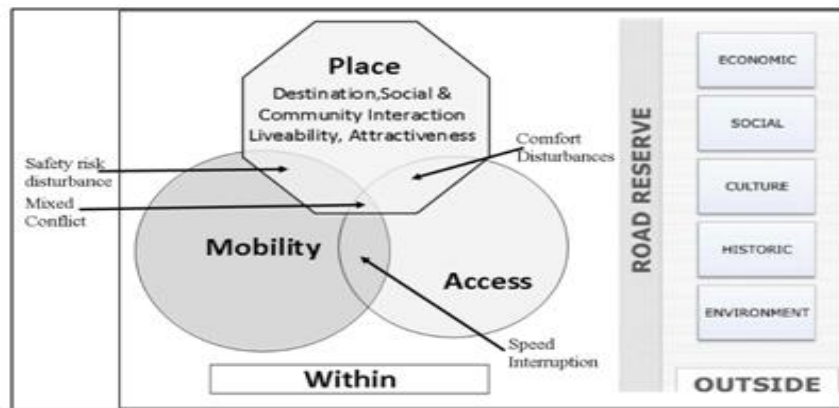 Place
Destination,Social &
Community Interaction
Liveability, Attractiveness
Comfort
Disturbances
Safety risk
disturbance
Mixed
Conflict
Mobility
Access
Speed
Interruption
Within
ROAD RESERVE
ECONOMIC
SOCIAL
CULTURE
HISTORIC
ENVIRONMENT
OUTSIDE